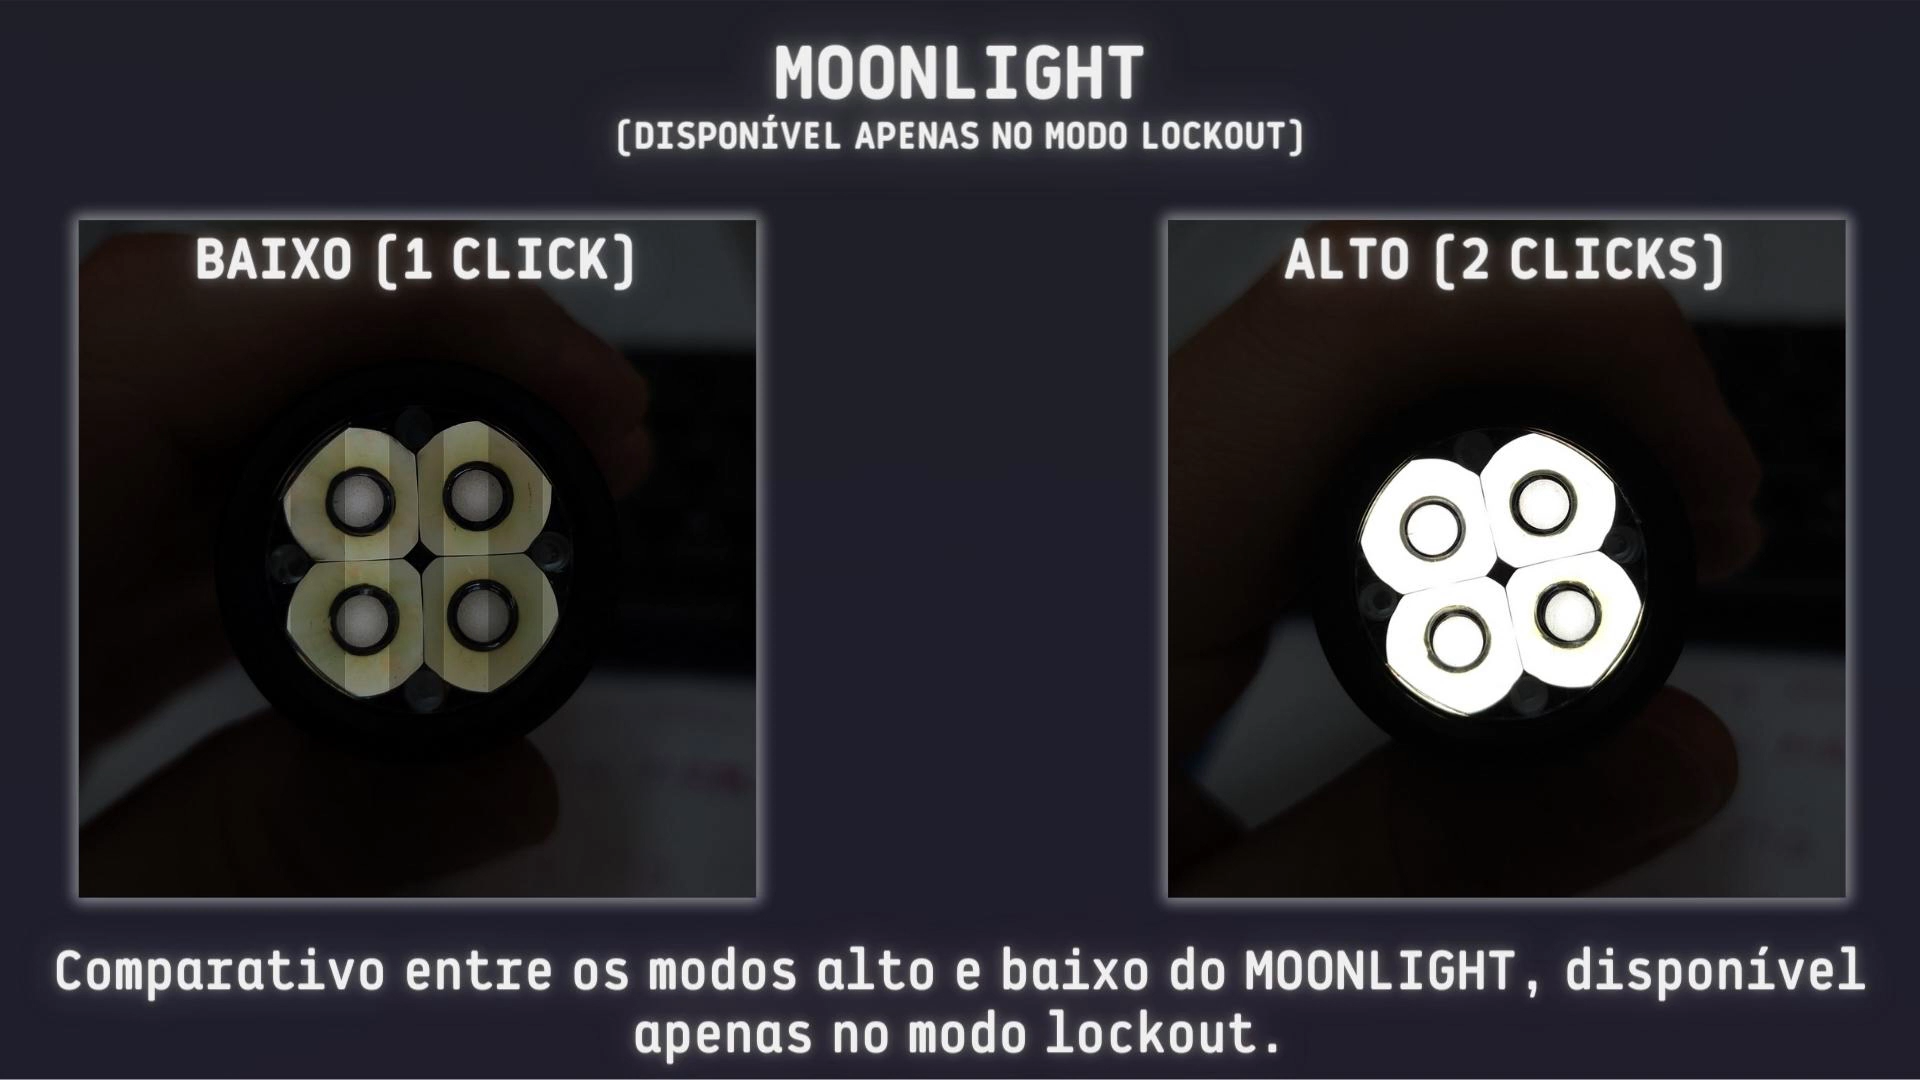 MOONLIGHT
(DISPONÍVEL APENAS NO MODO LOCKOUT)
BAIXO (1 CLICK)
ALTO (2 CLICKS)
Comparativo entre os modos alto e baixo do MOONLIGHT, disponível
apenas no modo lockout.